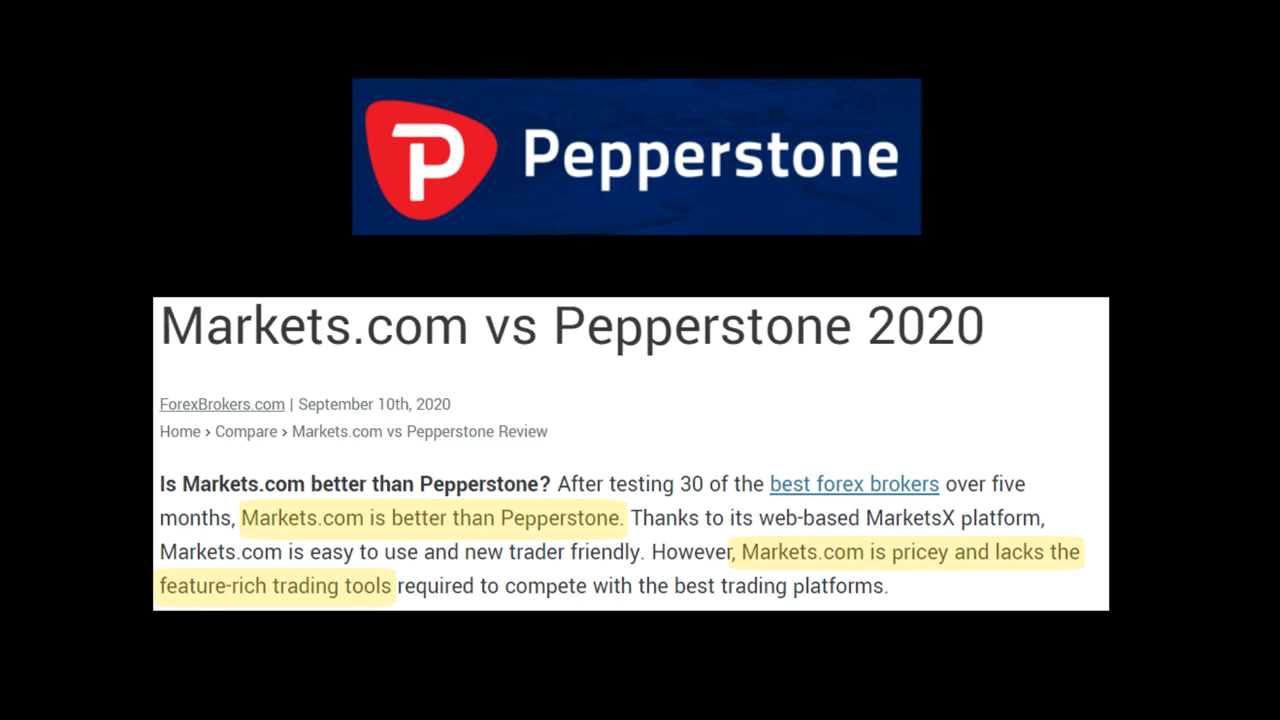 Pepperstone
Markets.com vs Pepperstone 2020
ForexBrokers.com | September 10th, 2020
Home › Compare › Markets.com vs Pepperstone Review
Is Markets.com better than Pepperstone? After testing 30 of the best forex brokers over five
months, Markets.com is better than Pepperstone. Thanks to its web-based MarketsX platform,
Markets.com is easy to use and new trader friendly. However, Markets.com is pricey and lacks the
feature-rich trading tools required to compete with the best trading platforms.